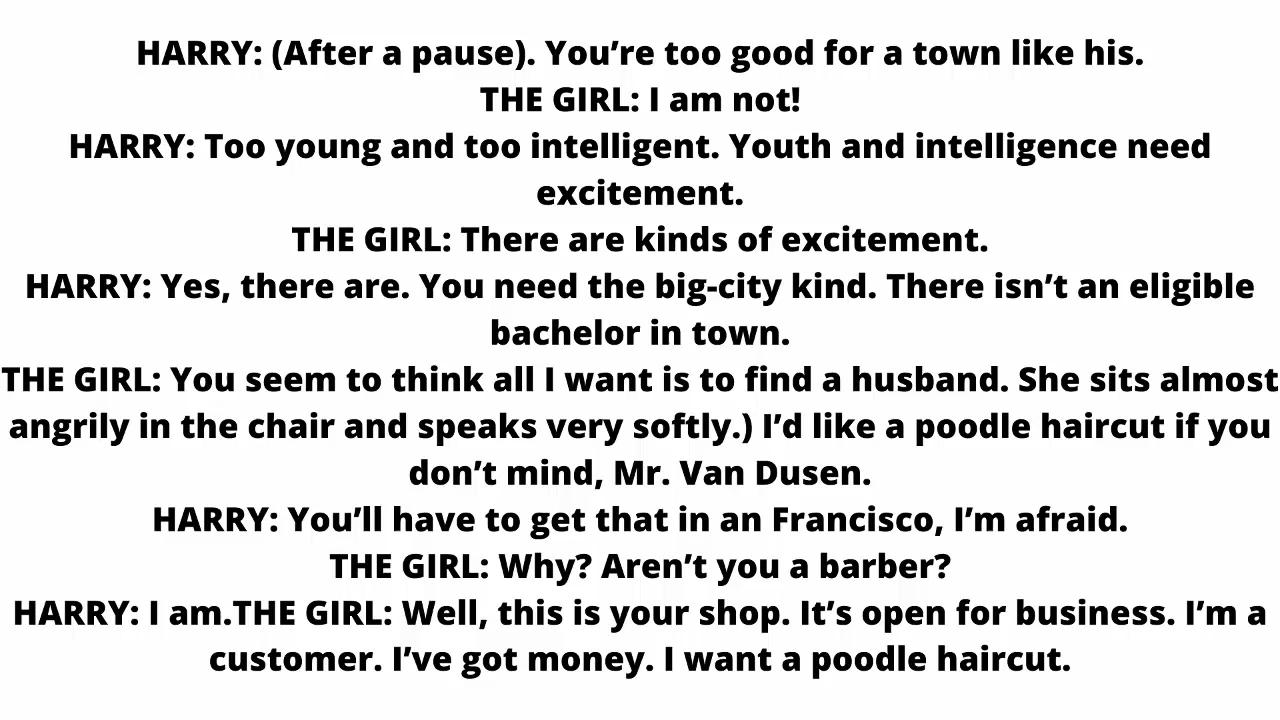 HARRY: (After a pause). You’re too good for a town like his.
THE GIRL: I am not!
HARRY: Too young and too intelligent. Youth and intelligence need
excitement.
THE GIRL: There are kinds of excitement.
HARRY: Yes, there are. You need the big-city kind. There isn’t an eligible
bachelor in town.
THE GIRL: You seem to think all I want is to find a husband. She sits almost
angrily in the chair and speaks very softly.) I’d like a poodle haircut if you
don’t mind, Mr. Van Dusen.
HARRY: You’ll have to get that in an Francisco, I’m afraid.
THE GIRL: Why? Aren’t you a barber?
HARRY: I am.THE GIRL: Well, this is your shop. It’s open for business. I’m a
customer. I’ve got money. I want a poodle haircut.